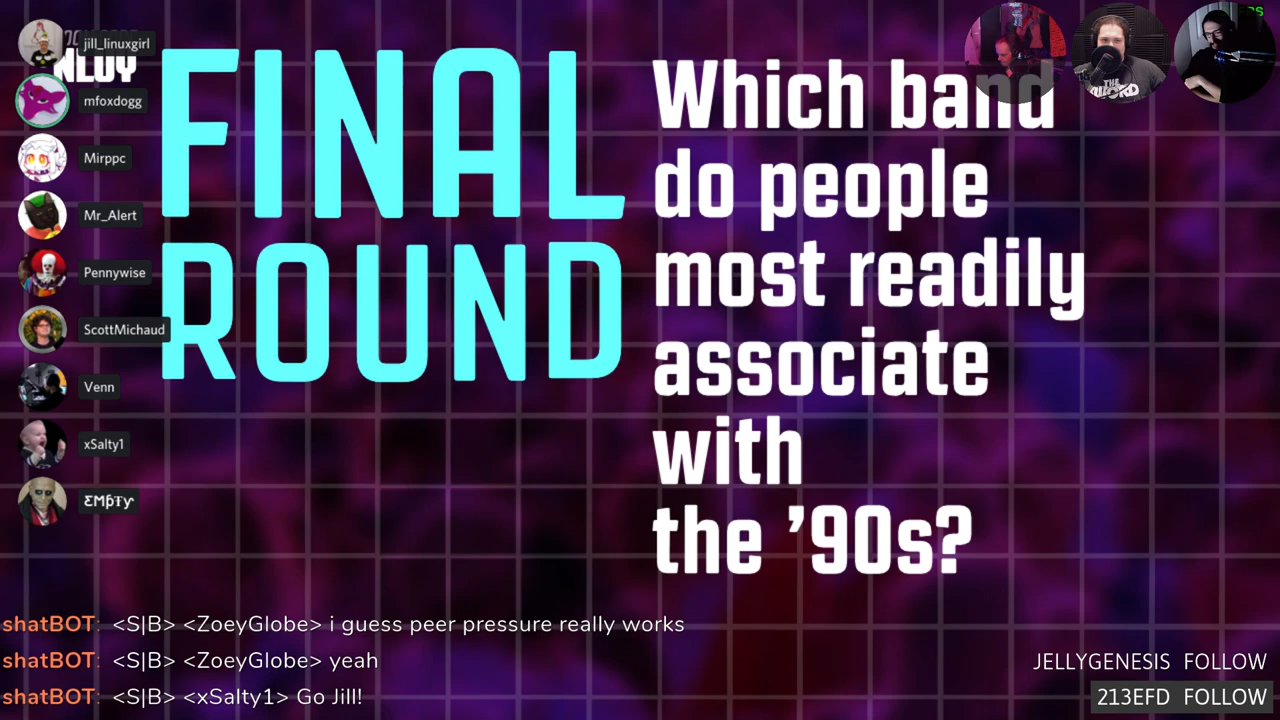 jill_linuxgirl
mfoxdogg
Mirppc
Mr_Alert
Pennywise
ScottMichaud
Venn
xSalty1
ƐMþŦƴ
FINAL
ROUND
Which band
do people
most readily
associate
with
the ’90s?
THE
shatBOT: <S|B> <ZoeyGlobe> i guess peer pressure really works
shatBOT: <S|B> <ZoeyGlobe> yeah
shatBOT: <S|B> <xSalty1> Go Jill!
JELLYGENESIS FOLLOW
213EFD FOLLOW